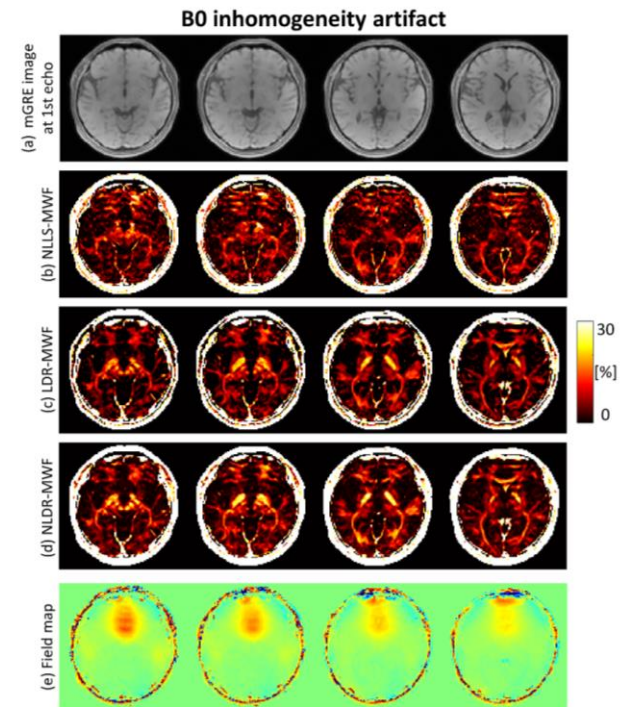 B0 inhomogeneity artifact
(a) mGRE image
at 1st echo
(b) NLLS-MWF
(c) LDR-MWF
30
[%]
0
(d) NLDR-MWF
(e) Field map